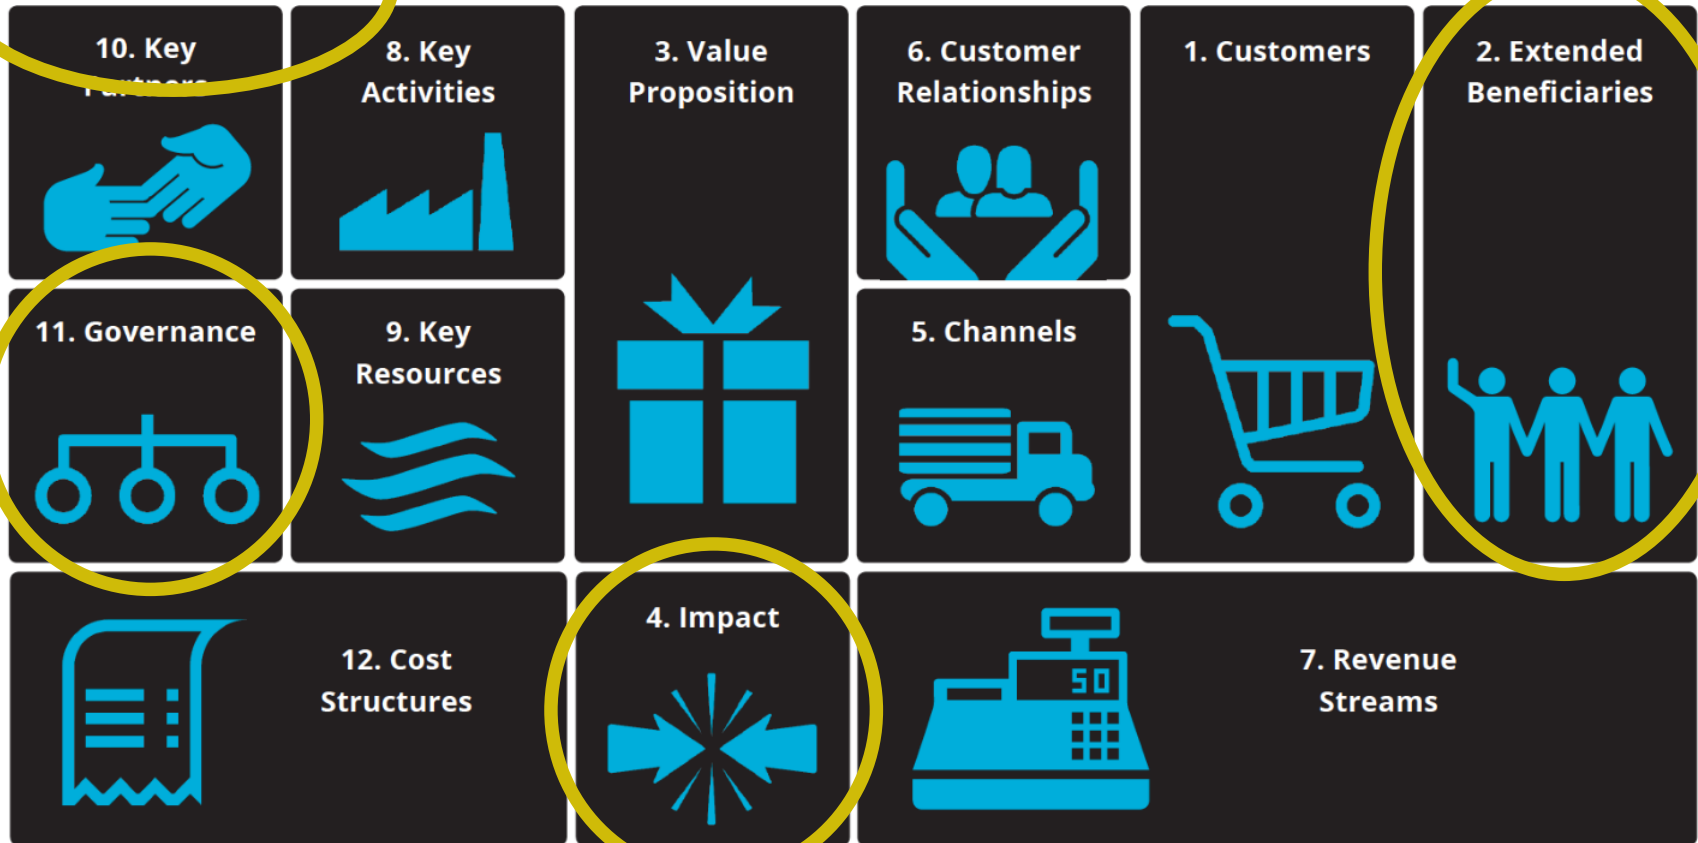 10. Key
Partners
8. Key
Activities
3. Value
Proposition
6. Customer
Relationships
1. Customers
2. Extended
Beneficiaries
11. Governance
9. Key
Resources
5. Channels
12. Cost
Structures
4. Impact
50
7. Revenue
Streams